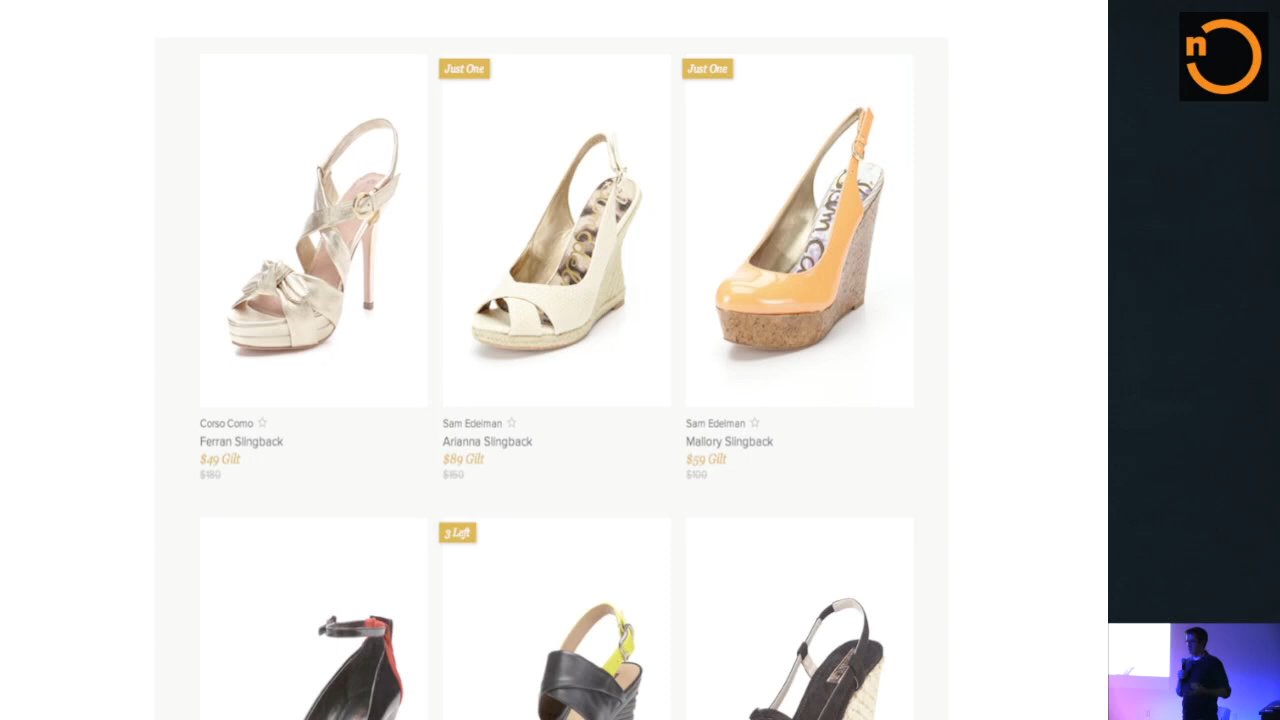 n
Just One
Just One
Corso Como
Ferran Slingback
$49 Gilt
$180
Sam Edelman
Arianna Slingback
$89 Gilt
$150
Sam Edelman
Mallory Slingback
$59 Gilt
$100
3 Left